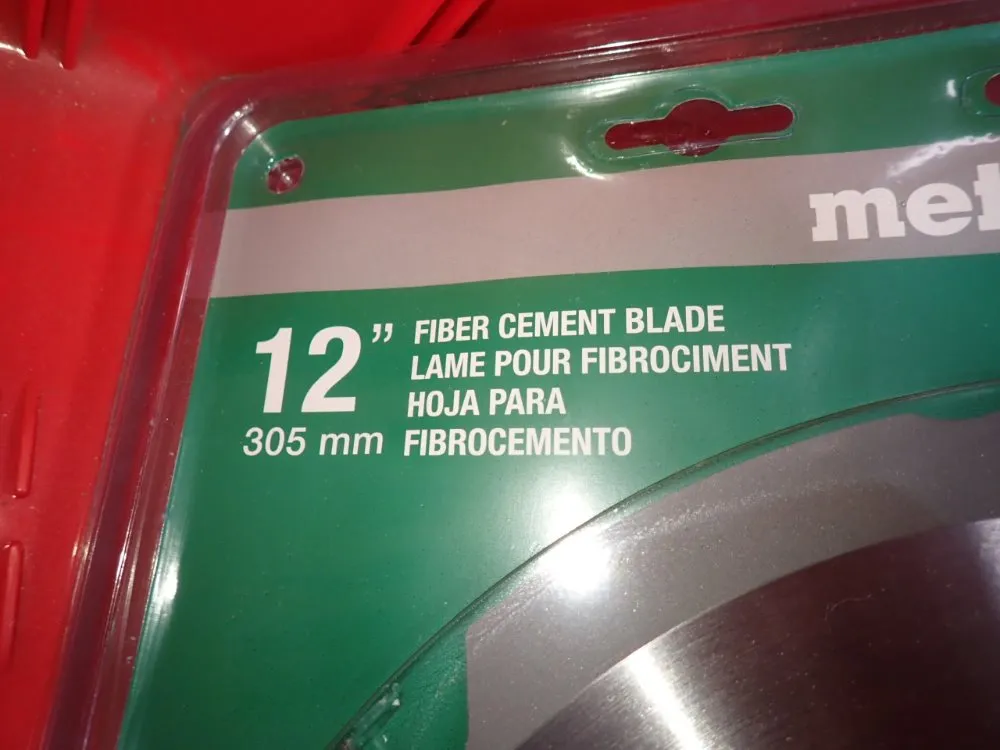 12” FIBER CEMENT BLADE
LAME POUR FIBROCIMENT
HOJA PARA
305 mm FIBROCEMENTO